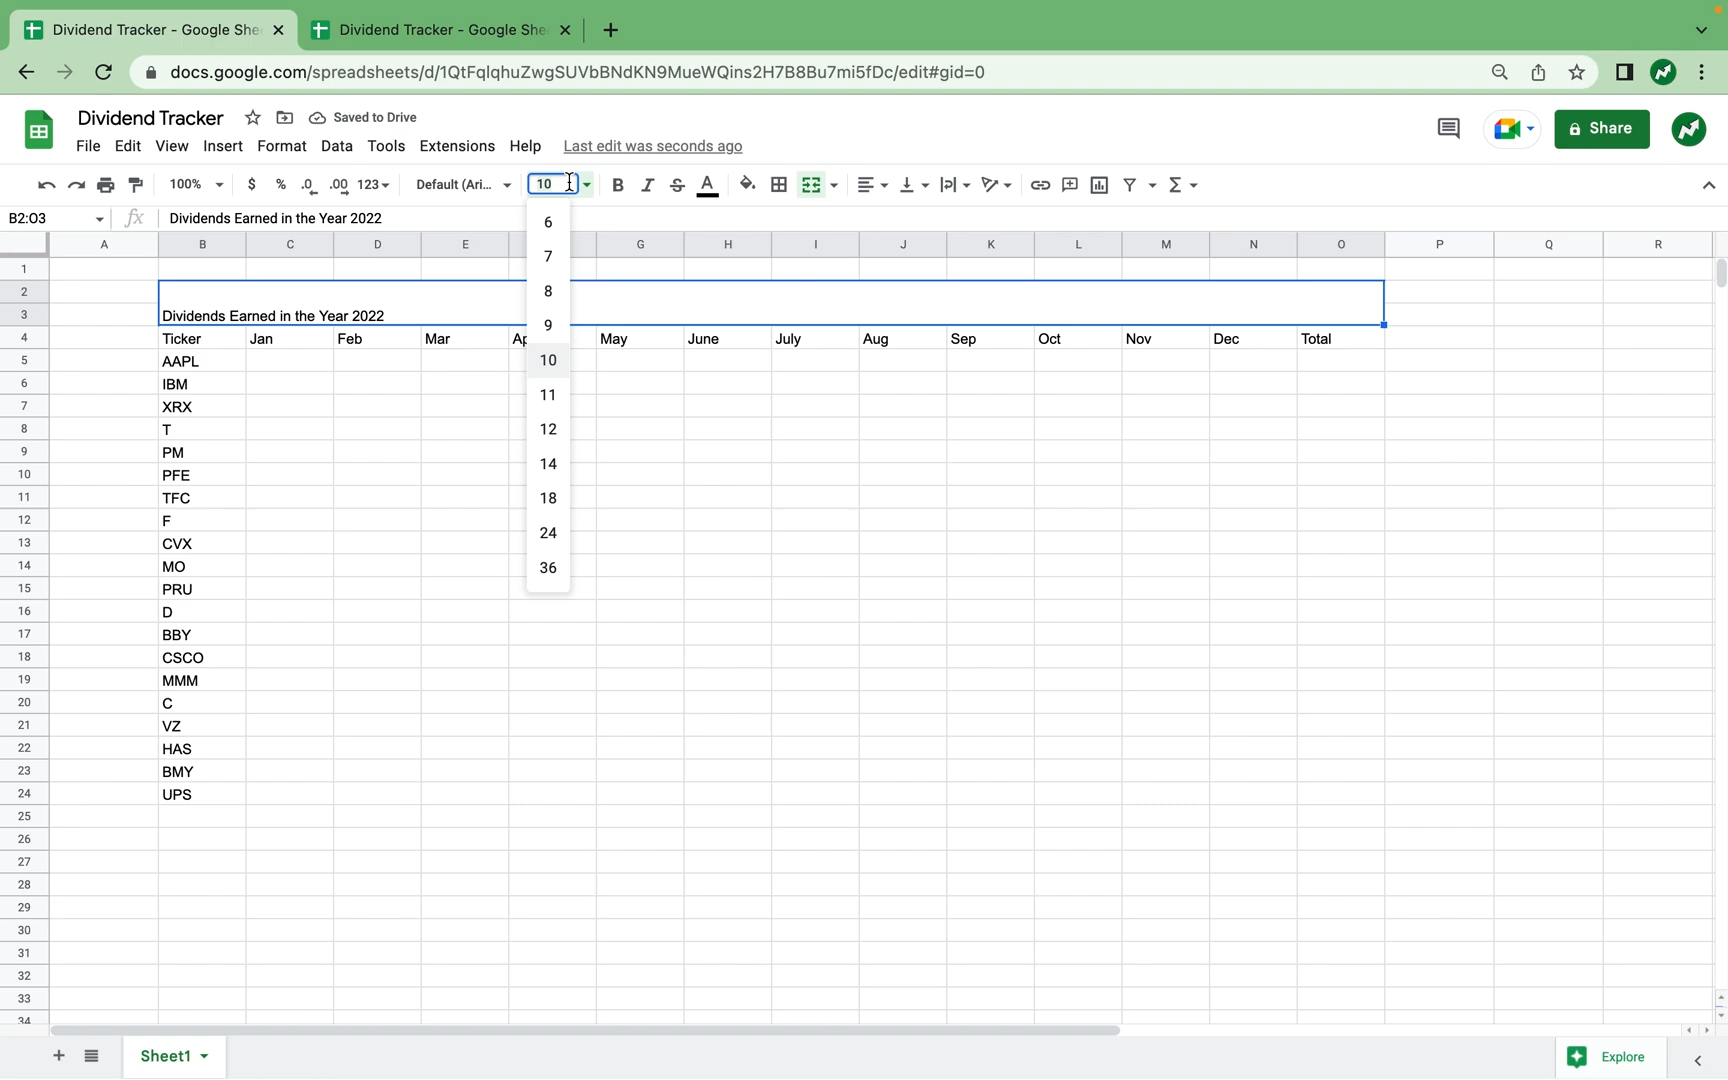 Dividend Tracker - Google She
Dividend Tracker - Google She
docs.google.com/spreadsheets/d/1QtFqlqhuZwgSUVbBNdKN9MueWQins2H7B8Bu7mi5fDc/edit#gid=0
Dividend Tracker Saved to Drive
File Edit View Insert Format Data Tools Extensions Help Last edit was seconds ago
Share
100% $ % .0 .00 123 Default (Ari... 10 B I S A
B2:O3 fx Dividends Earned in the Year 2022
A B C D E G H I J K L M N O P Q R
6
7
8
9
10
11
12
14
18
24
36
1
2
3 Dividends Earned in the Year 2022
4 Ticker Jan Feb Mar Ap May June July Aug Sep Oct Nov Dec Total
5 AAPL
6 IBM
7 XRX
8 T
9 PM
10 PFE
11 TFC
12 F
13 CVX
14 MO
15 PRU
16 D
17 BBY
18 CSCO
19 MMM
20 C
21 VZ
22 HAS
23 BMY
24 UPS
25
26
27
28
29
30
31
32
33
34
Sheet1
Explore